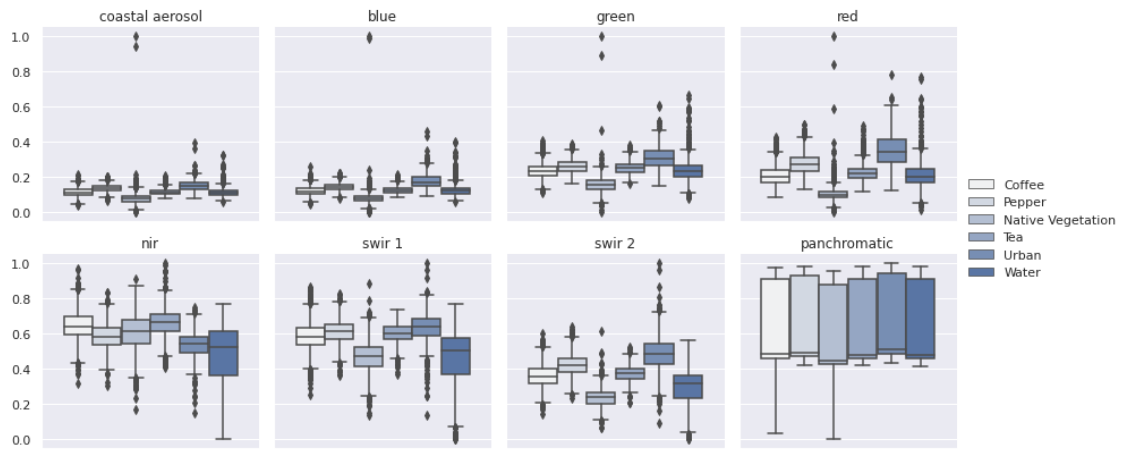 coastal aerosol
blue
green
red
1.0
0.8
0.6
0.4
0.2
0.0
nir
swir 1
swir 2
panchromatic
1.0
0.8
0.6
0.4
0.2
0.0
Coffee
Pepper
Native Vegetation
Tea
Urban
Water